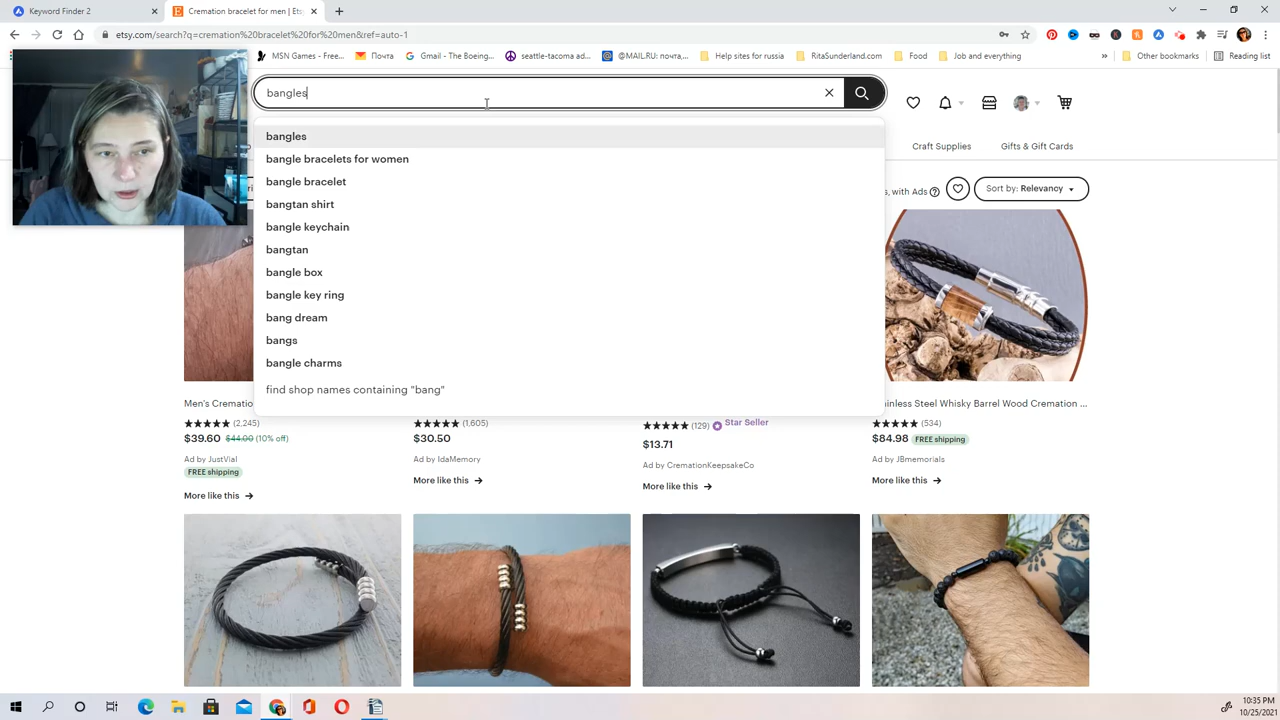 Keyword Finder 2
Cremation bracelet for men | Ets
etsy.com/search?q=cremation%20bracelet%20for%20men&ref=auto-1
MSN Games - Free...
Почта
Gmail - The Boeing...
seattle-tacoma ad...
@MAIL.RU: почта,...
Help sites for russia
RitaSunderland.com
Food
Job and everything
»
Other bookmarks
Reading list
bangles
bangles
bangle bracelets for women
bangle bracelet
bangtan shirt
bangle keychain
bangtan
bangle box
bangle key ring
bang dream
bangs
bangle charms
find shop names containing "bang"
Craft Supplies
Gifts & Gift Cards
s, with Ads
Sort by: Relevancy
Men's Crematio
ainless Steel Whisky Barrel Wood Cremation ...
(2,245)
(1,605)
(129) Star Seller
(534)
$39.60 $44.00 (10% off)
$30.50
$13.71
$84.98 FREE shipping
Ad by JustVial
Ad by IdaMemory
Ad by CremationKeepsakeCo
Ad by JBmemorials
FREE shipping
More like this →
More like this →
More like this →
More like this →
10:35 PM
10/25/2021